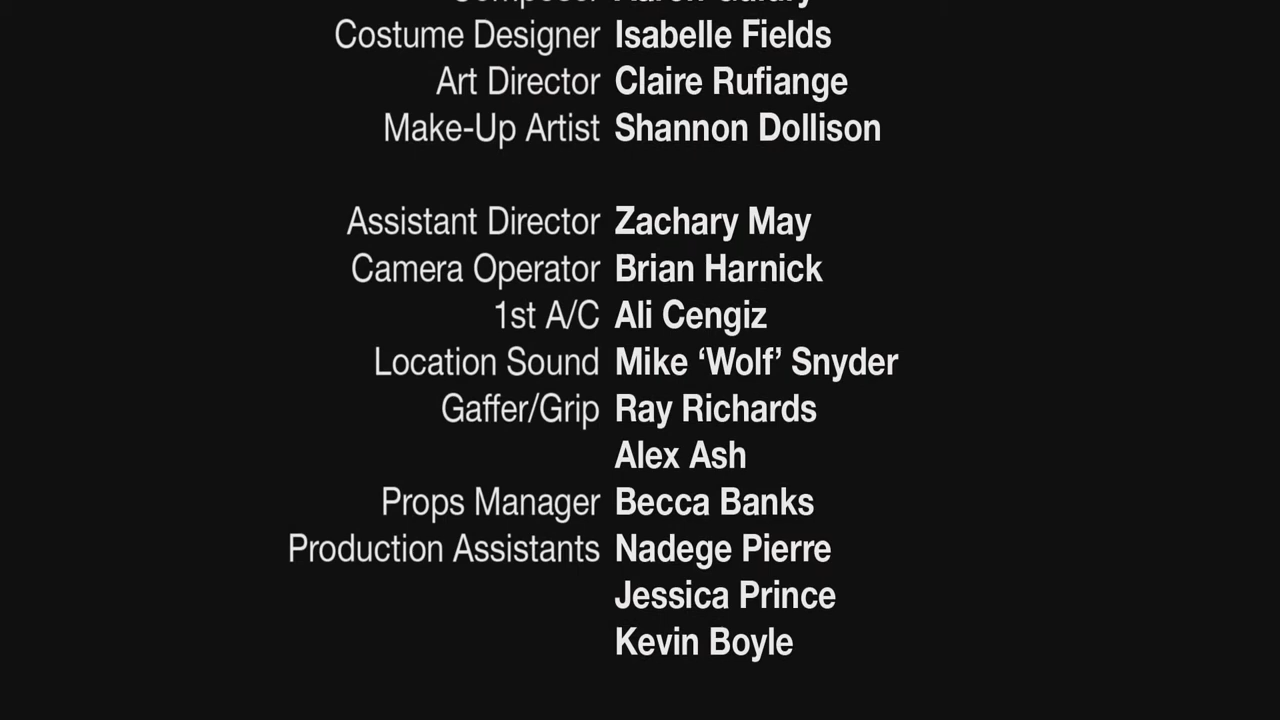 Costume Designer Isabelle Fields
Art Director Claire Rufiange
Make-Up Artist Shannon Dollison
Assistant Director Zachary May
Camera Operator Brian Harnick
1st A/C Ali Cengiz
Location Sound Mike ‘Wolf’ Snyder
Gaffer/Grip Ray Richards
Alex Ash
Props Manager Becca Banks
Production Assistants Nadege Pierre
Jessica Prince
Kevin Boyle